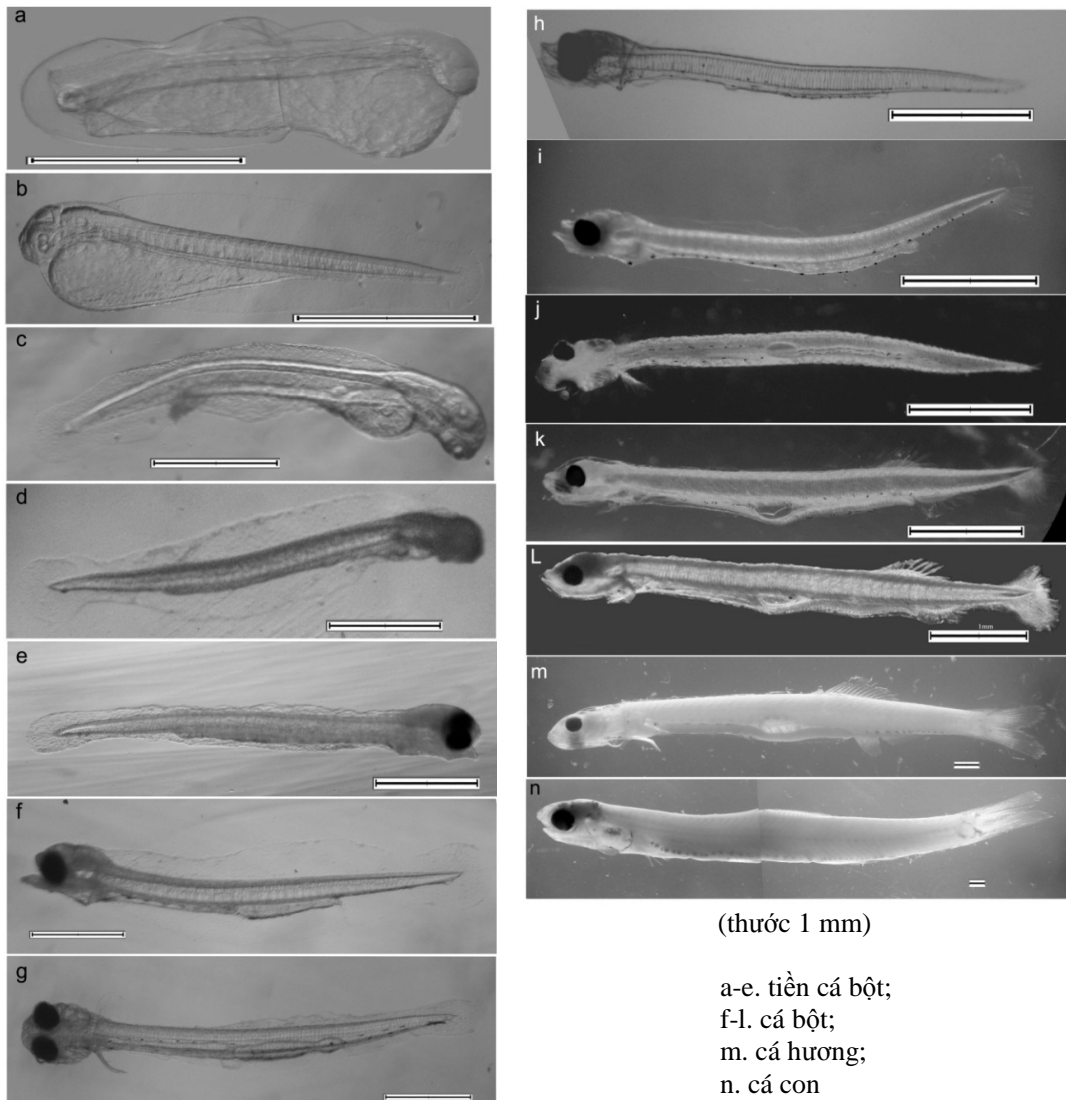 a
b
c
d
e
f
g
h
i
j
k
L
1mm
m
n
(thước 1 mm)
a-e. tiền cá bột;
f-l. cá bột;
m. cá hương;
n. cá con